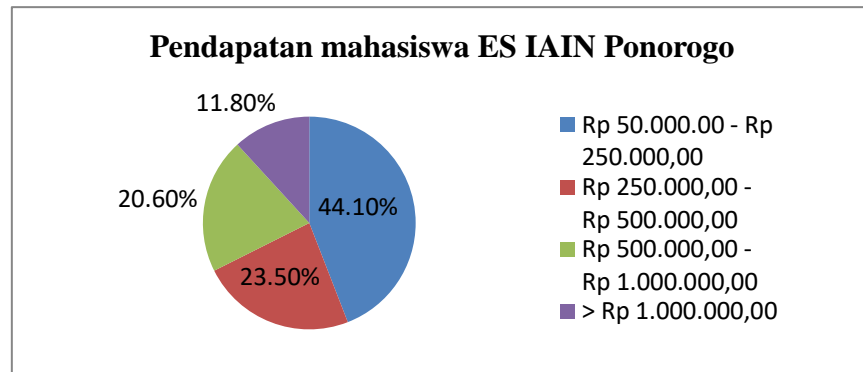 Pendapatan mahasiswa ES IAIN Ponorogo
11.80%
20.60%
44.10%
23.50%
Rp 50.000.00 - Rp
250.000,00
Rp 250.000,00 -
Rp 500.000,00
Rp 500.000,00 -
Rp 1.000.000,00
> Rp 1.000.000,00